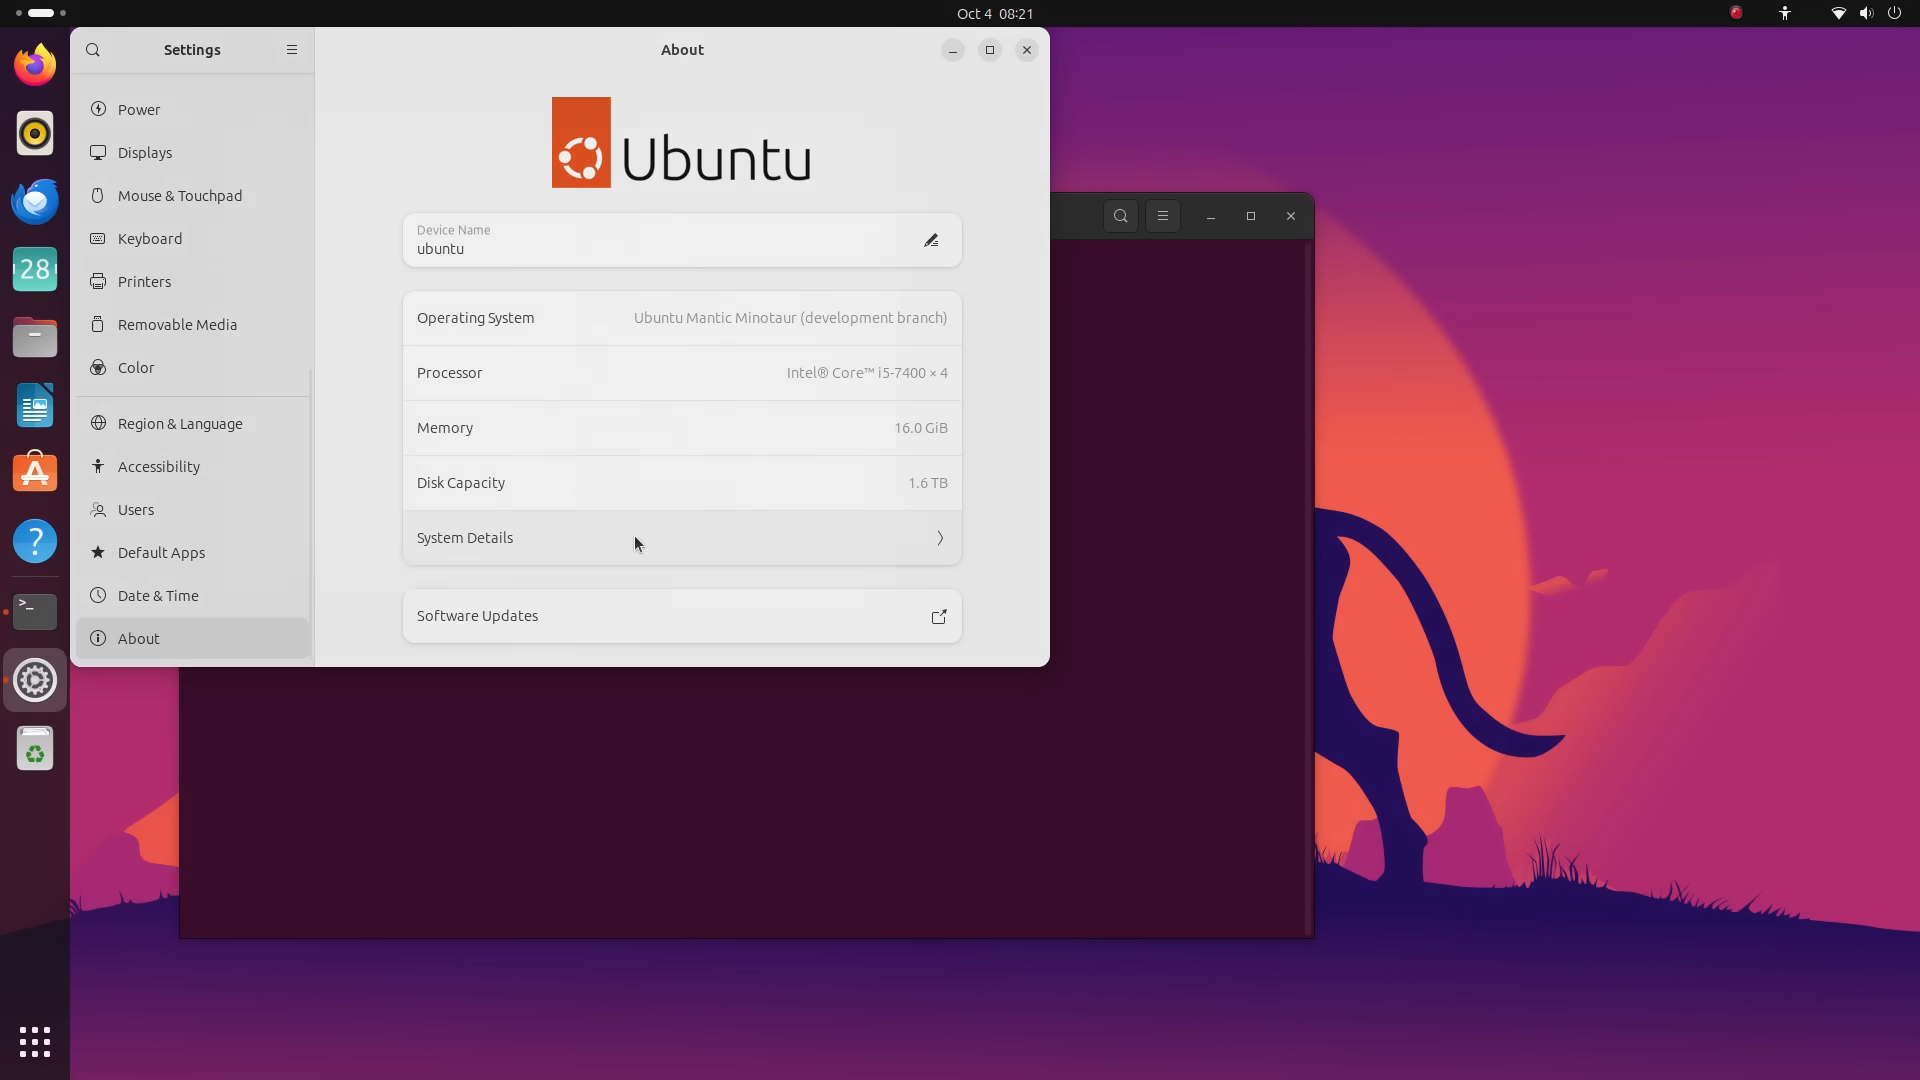 Oct 4 08:21
Settings
About
Power
Displays
Mouse & Touchpad
Keyboard
Printers
Removable Media
Color
Region & Language
Accessibility
Users
Default Apps
Date & Time
About
Ubuntu
Device Name
ubuntu
Operating System Ubuntu Mantic Minotaur (development branch)
Processor Intel® Core™ i5-7400 × 4
Memory 16.0 GiB
Disk Capacity 1.6 TB
System Details
Software Updates
28
>_